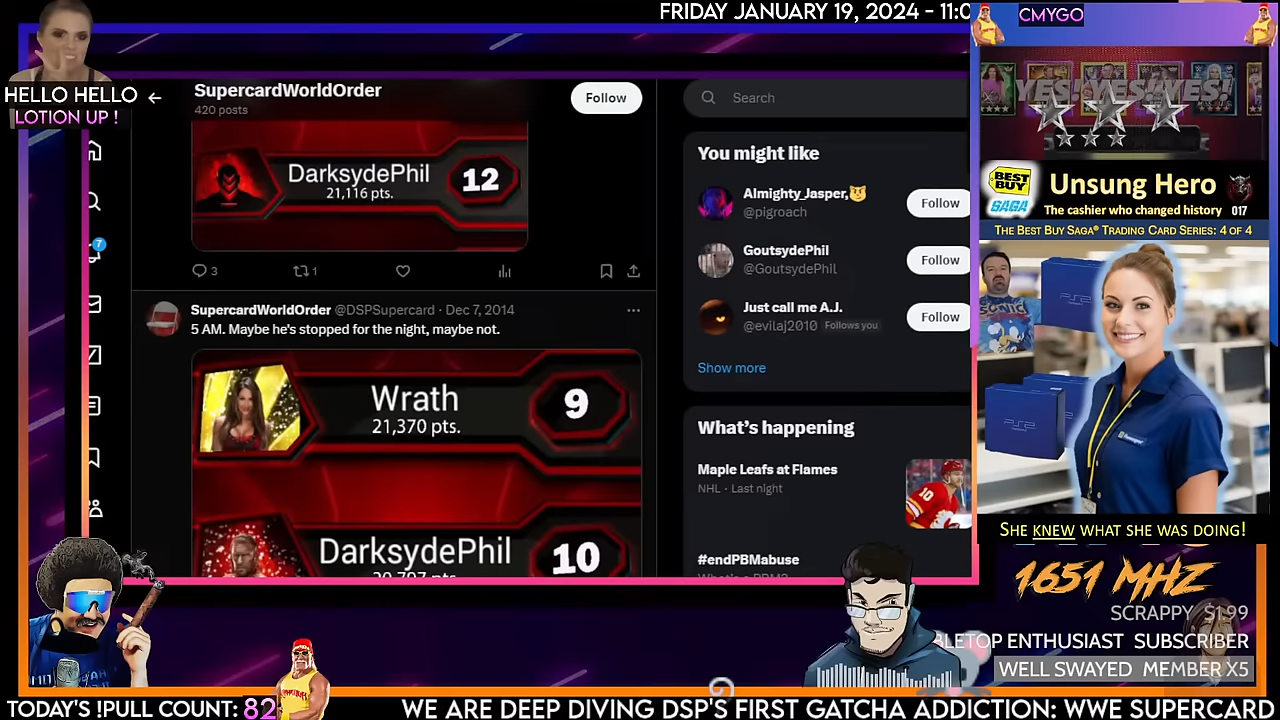 FRIDAY JANUARY 19, 2024 - 11:0
CMYGO
HELLO HELLO
LOTION UP !
SupercardWorldOrder
420 posts
Follow
Search
DarksydePhil
21,116 pts.
12
3
1
7
SupercardWorldOrder @DSPSupercard · Dec 7, 2014
5 AM. Maybe he's stopped for the night, maybe not.
Wrath
21,370 pts.
9
DarksydePhil
10
You might like
Almighty_Jasper,😼
@pigroach
Follow
GoutsydePhil
@GoutsydePhil
Follow
Just call me A.J.
@evilaj2010 Follows you
Follow
Show more
What's happening
Maple Leafs at Flames
NHL · Last night
#endPBMabuse
YES! YES! YES!
BEST BUY
SAGA
Unsung Hero
The cashier who changed history
017
THE BEST BUY SAGA® TRADING CARD SERIES: 4 OF 4
SHE KNEW WHAT SHE WAS DOING!
1651 MHZ
SCRAPPY $1.99
BLETOP ENTHUSIAST SUBSCRIBER
WELL SWAYED MEMBER X5
TODAY'S !PULL COUNT: 82
WE ARE DEEP DIVING DSP'S FIRST GATCHA ADDICTION: WWE SUPERCARD